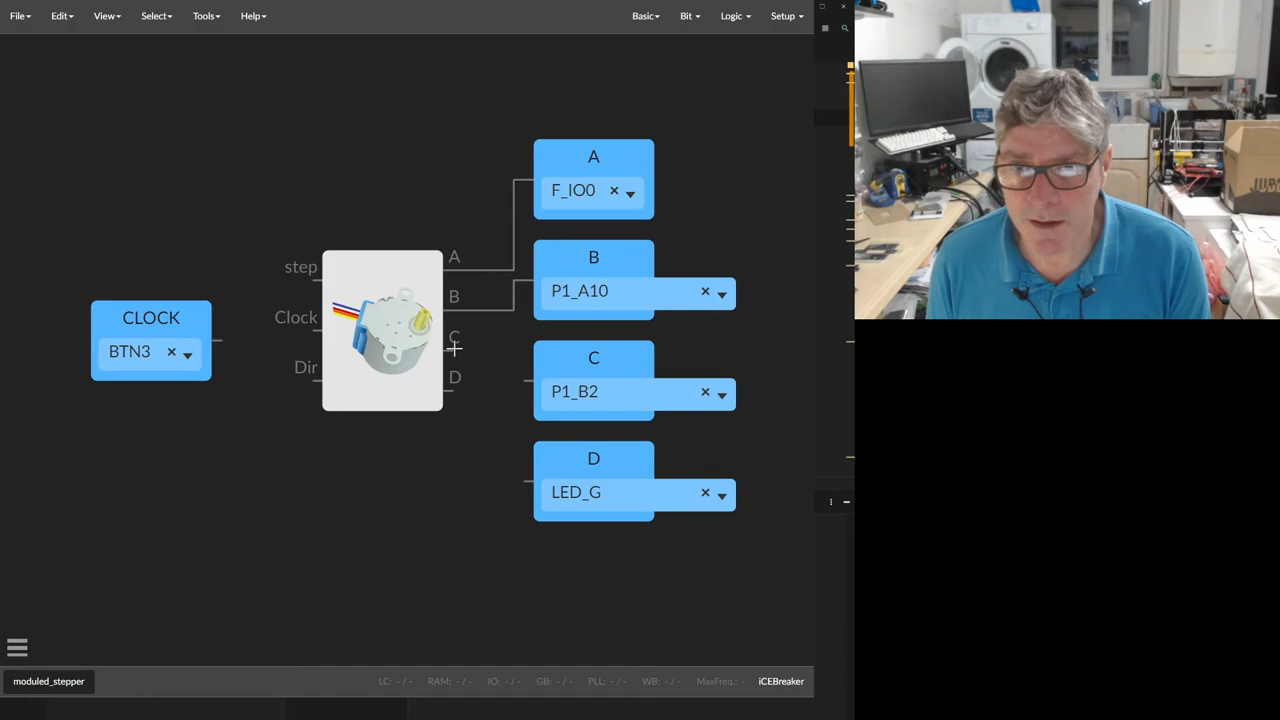 File Edit View Select Tools Help Basic Bit Logic Setup
A
F_IO0 ×
B
P1_A10 ×
C
P1_B2 ×
D
LED_G ×
CLOCK
BTN3 ×
step
Clock
Dir
A
B
C
D
moduled_stepper
LC: - / - RAM: - / - IO: - / - GB: - / - PLL: - / - WB: - / - MaxFreq.: - iCEBreaker